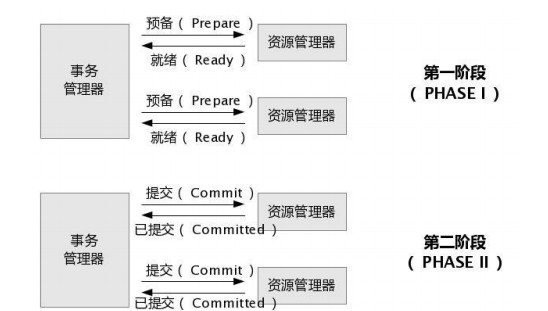 预备（ Prepare ）
资源管理器
就绪（ Ready ）
事务
管理器
第一阶段
（ PHASE I ）
预备（ Prepare ）
资源管理器
就绪（ Ready ）
提交（ Commit ）
资源管理器
已提交（ Committed ）
事务
管理器
第二阶段
（ PHASE II ）
提交（ Commit ）
资源管理器
已提交（ Committed ）